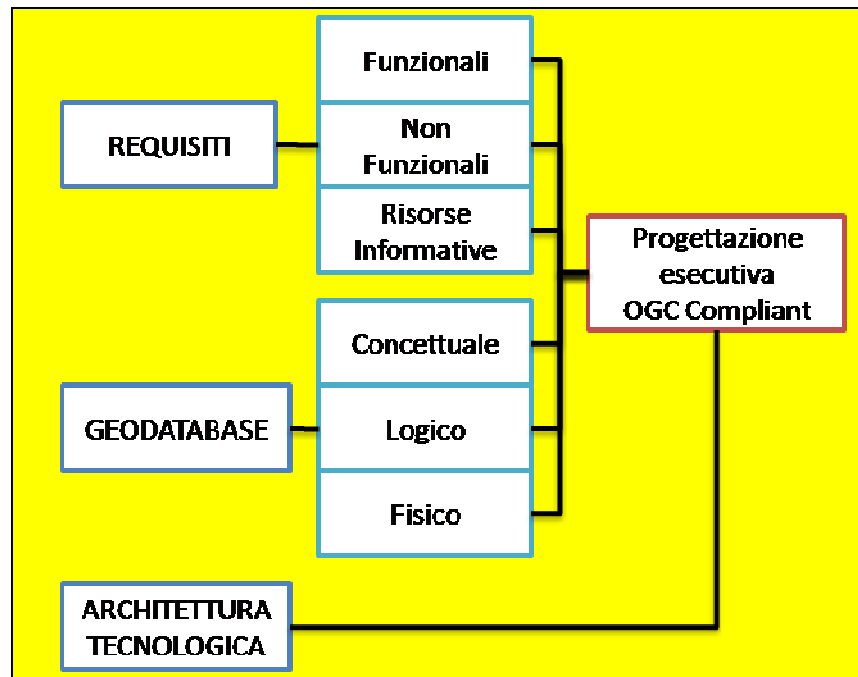 Funzionali
REQUISITI
Non
Funzionali
Risorse
Informative
Progettazione
esecutiva
OGC Compliant
Concettuale
GEODATABASE
Logico
Fisico
ARCHITETTURA
TECNOLOGICA